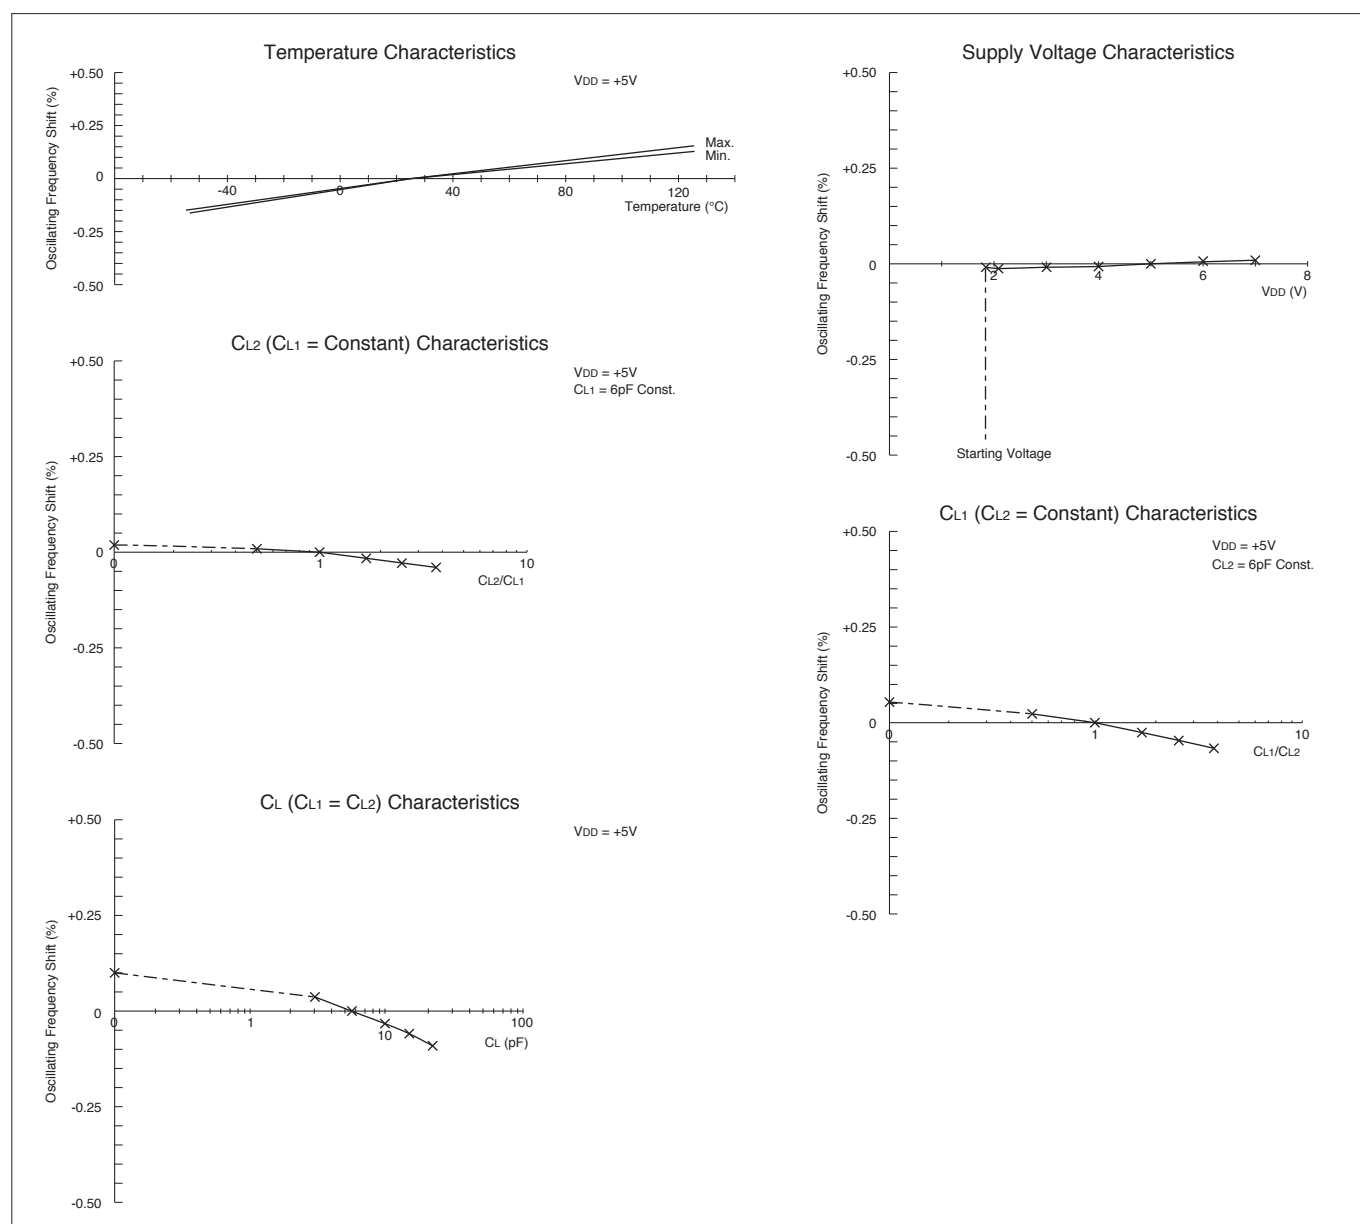 Temperature Characteristics
Oscillating Frequency Shift (%)
+0.50
+0.25
0
-0.25
-0.50
VDD = +5V
Max.
Min.
-40
0
40
80
120
Temperature (°C)
Supply Voltage Characteristics
Oscillating Frequency Shift (%)
+0.50
+0.25
0
-0.25
-0.50
2
4
6
8
VDD (V)
Starting Voltage
CL2 (CL1 = Constant) Characteristics
Oscillating Frequency Shift (%)
+0.50
+0.25
0
-0.25
-0.50
VDD = +5V
CL1 = 6pF Const.
0
1
10
CL2/CL1
CL1 (CL2 = Constant) Characteristics
Oscillating Frequency Shift (%)
+0.50
+0.25
0
-0.25
-0.50
VDD = +5V
CL2 = 6pF Const.
0
1
10
CL1/CL2
CL (CL1 = CL2) Characteristics
Oscillating Frequency Shift (%)
+0.50
+0.25
0
-0.25
-0.50
VDD = +5V
0
1
10
100
CL (pF)